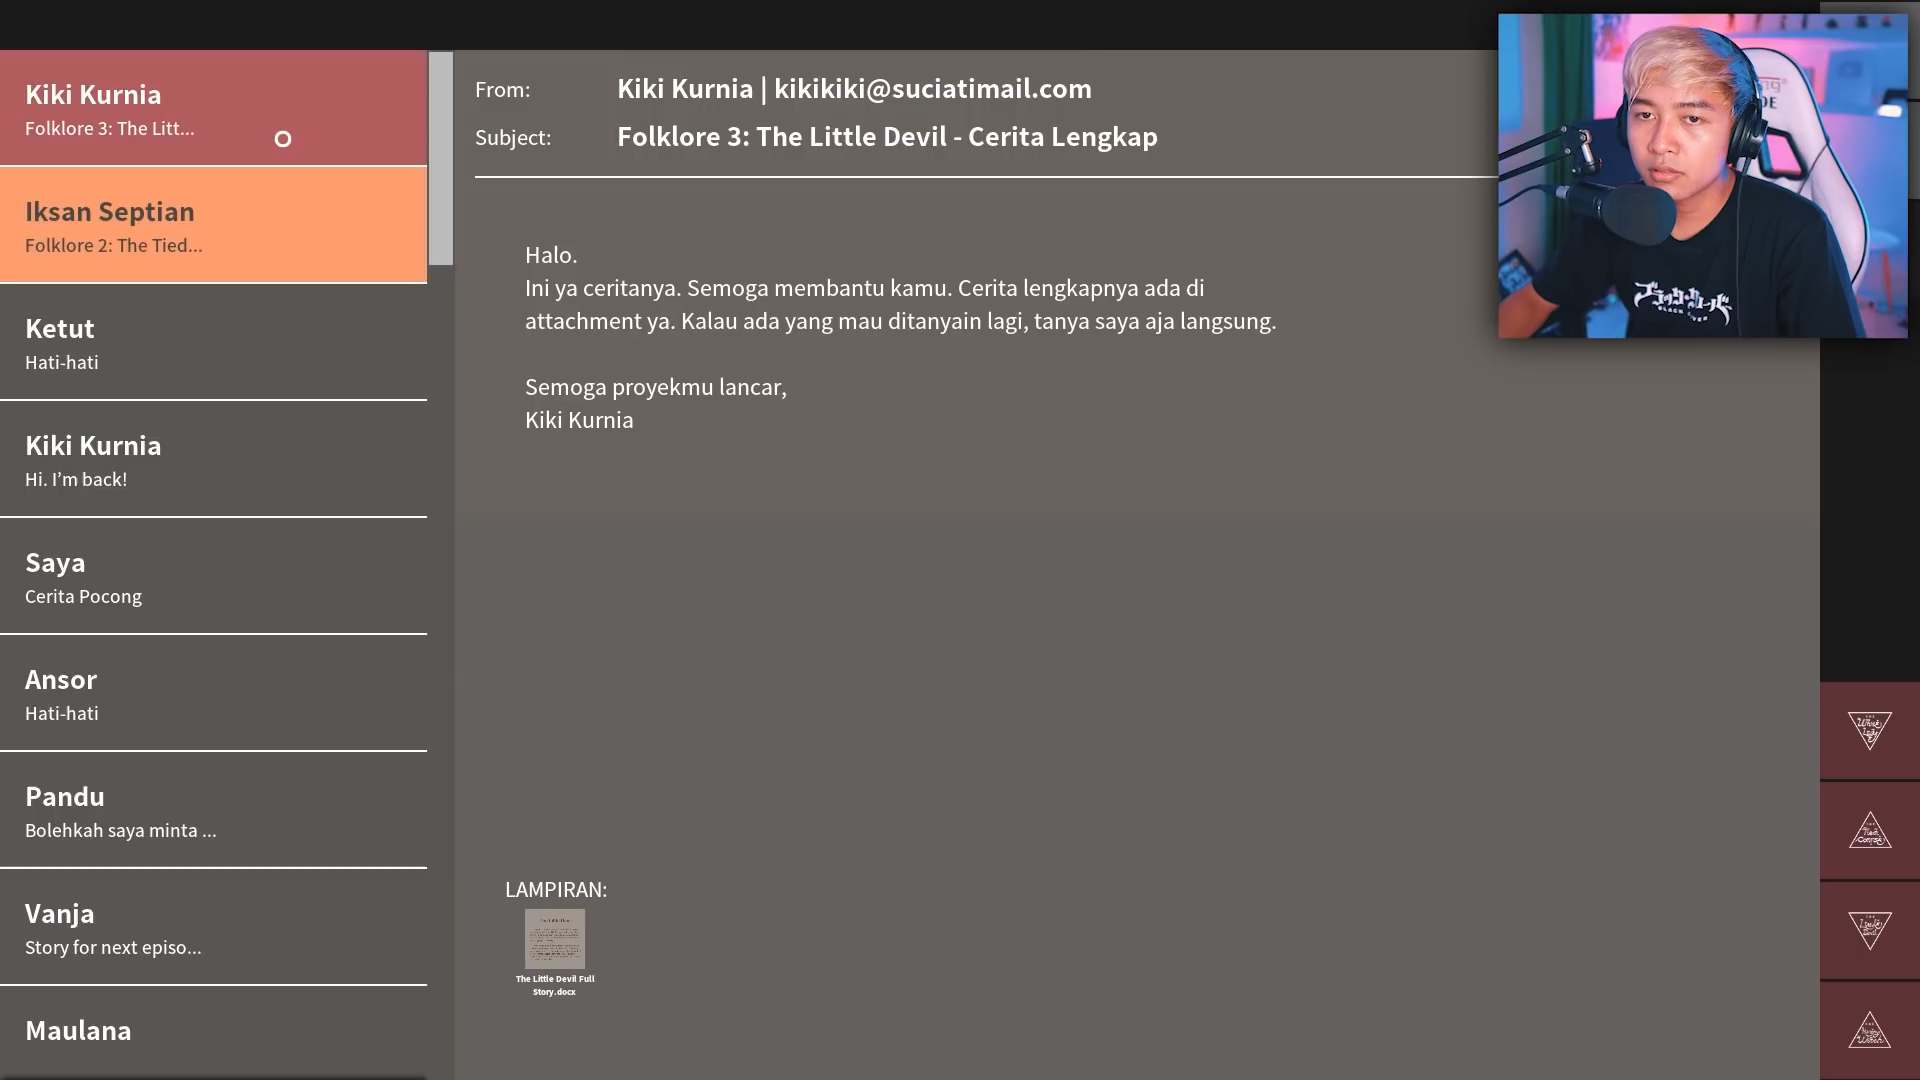 Kiki Kurnia
Folklore 3: The Litt...
Iksan Septian
Folklore 2: The Tied...
Ketut
Hati-hati
Kiki Kurnia
Hi. I'm back!
Saya
Cerita Pocong
Ansor
Hati-hati
Pandu
Bolehkah saya minta ...
Vanja
Story for next episo...
Maulana
From: Kiki Kurnia | kikikiki@suciatimail.com
Subject: Folklore 3: The Little Devil - Cerita Lengkap
Halo.
Ini ya ceritanya. Semoga membantu kamu. Cerita lengkapnya ada di
attachment ya. Kalau ada yang mau ditanyain lagi, tanya saya aja langsung.
Semoga proyekmu lancar,
Kiki Kurnia
LAMPIRAN:
The Little Devil Full
Story.docx